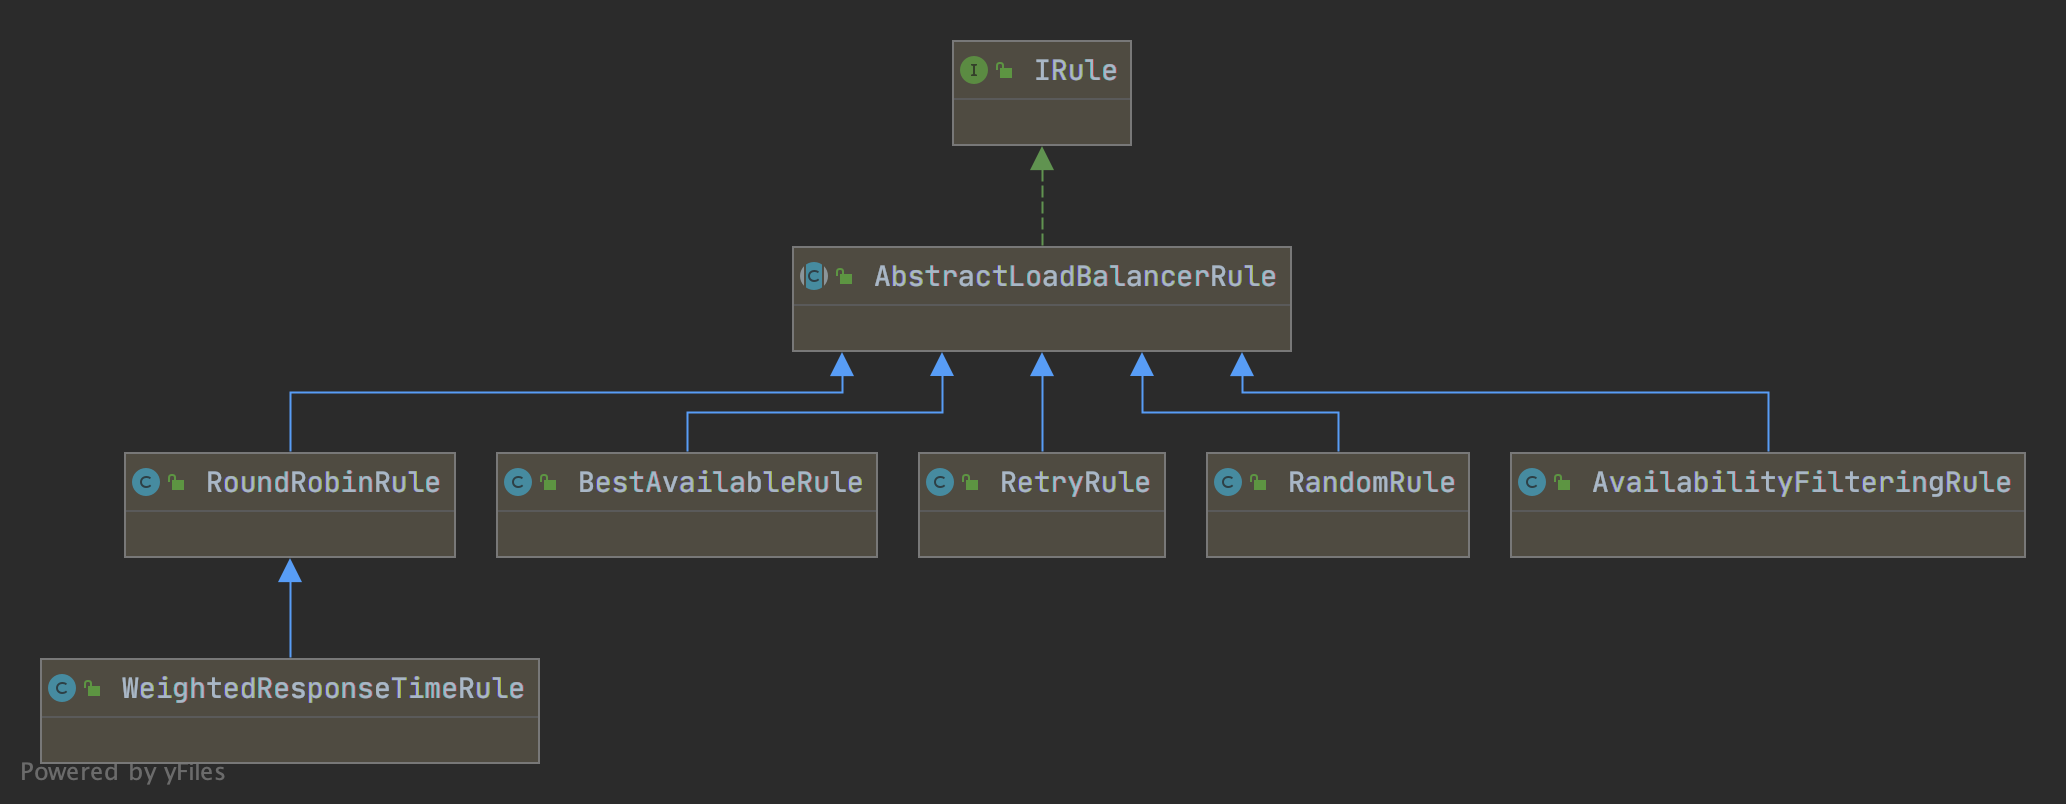 I IRule
C AbstractLoadBalancerRule
C RoundRobinRule
C BestAvailableRule
C RetryRule
C RandomRule
C AvailabilityFilteringRule
C WeightedResponseTimeRule
Powered by yFiles